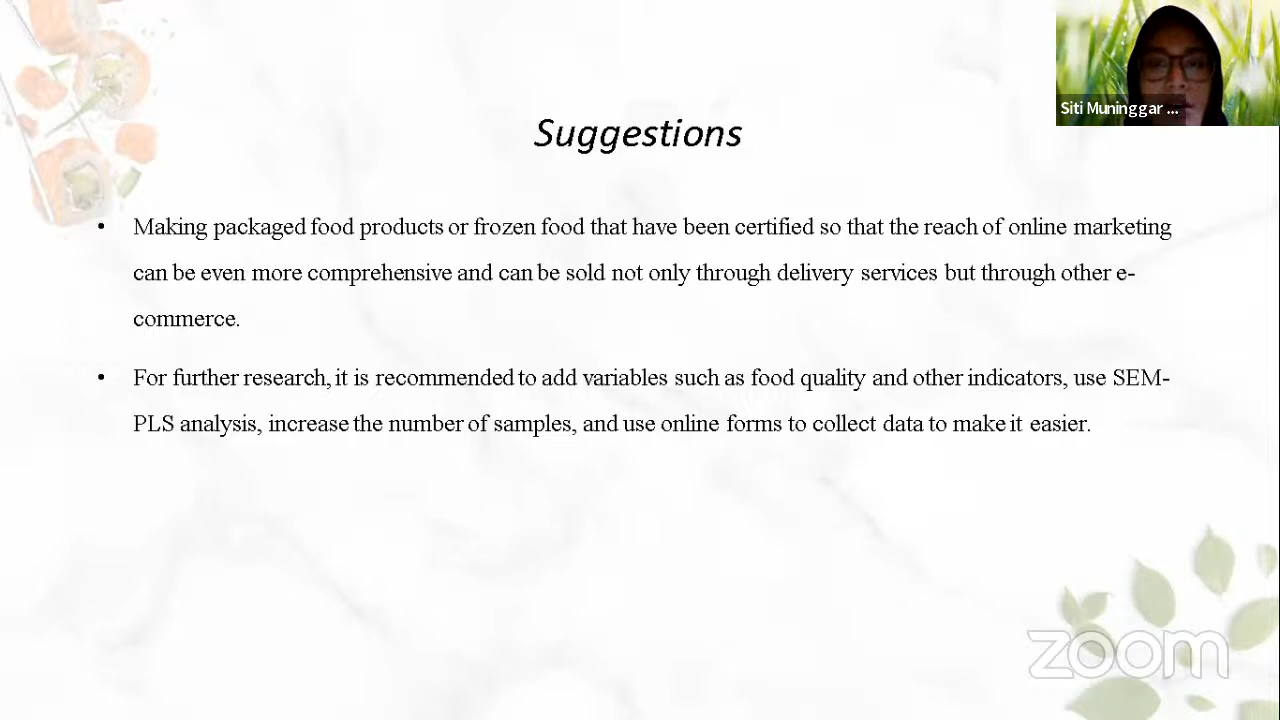 Siti Muninggar ...
Suggestions
• Making packaged food products or frozen food that have been certified so that the reach of online marketing
can be even more comprehensive and can be sold not only through delivery services but through other e-
commerce.
• For further research, it is recommended to add variables such as food quality and other indicators, use SEM-
PLS analysis, increase the number of samples, and use online forms to collect data to make it easier.
zoom